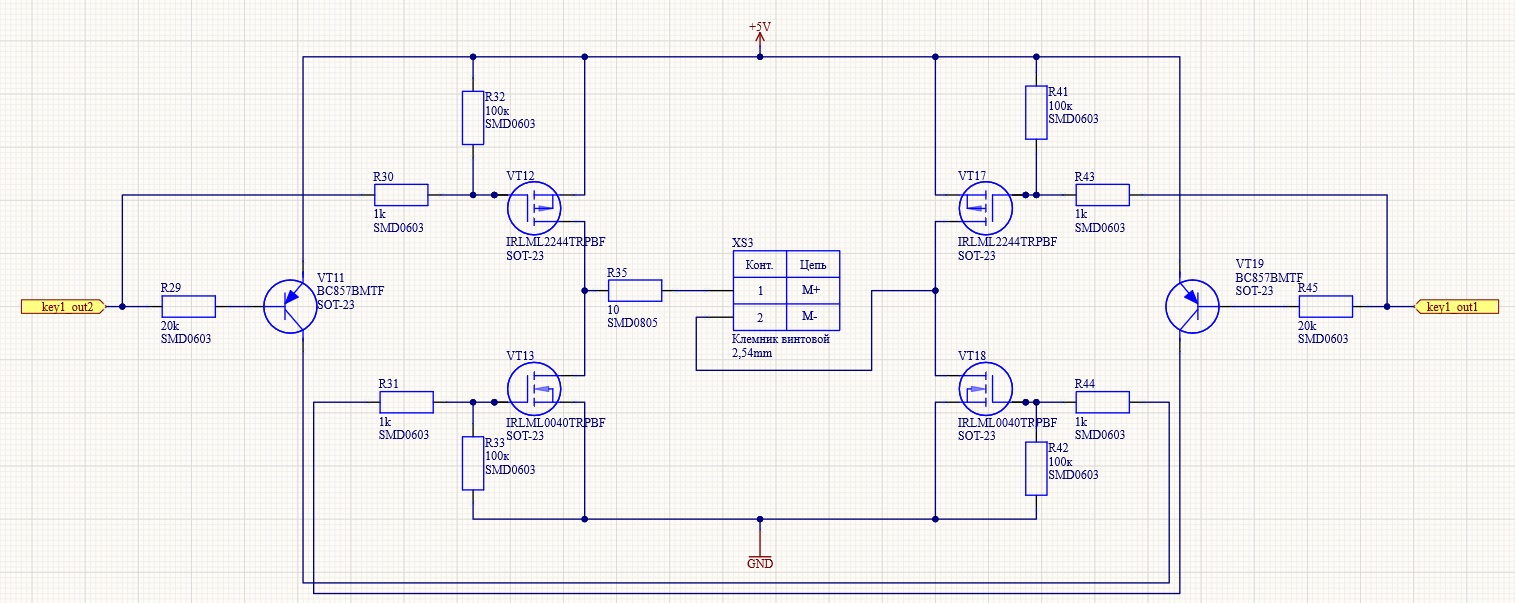 +5V
R32
100к
SMD0603
R41
100к
SMD0603
R30
1k
SMD0603
VT12
IRLML2244TRPBF
SOT-23
VT17
IRLML2244TRPBF
SOT-23
R43
1k
SMD0603
key1_out2
R29
20k
SMD0603
VT11
BC857BMTF
SOT-23
R35
10
SMD0805
XS3
Конт. Цепь
1 M+
2 M-
Клемник винтовой
2,54mm
VT19
BC857BMTF
SOT-23
R45
20k
SMD0603
key1_out1
R31
1k
SMD0603
VT13
IRLML0040TRPBF
SOT-23
R33
100к
SMD0603
VT18
IRLML0040TRPBF
SOT-23
R44
1k
SMD0603
R42
100к
SMD0603
GND